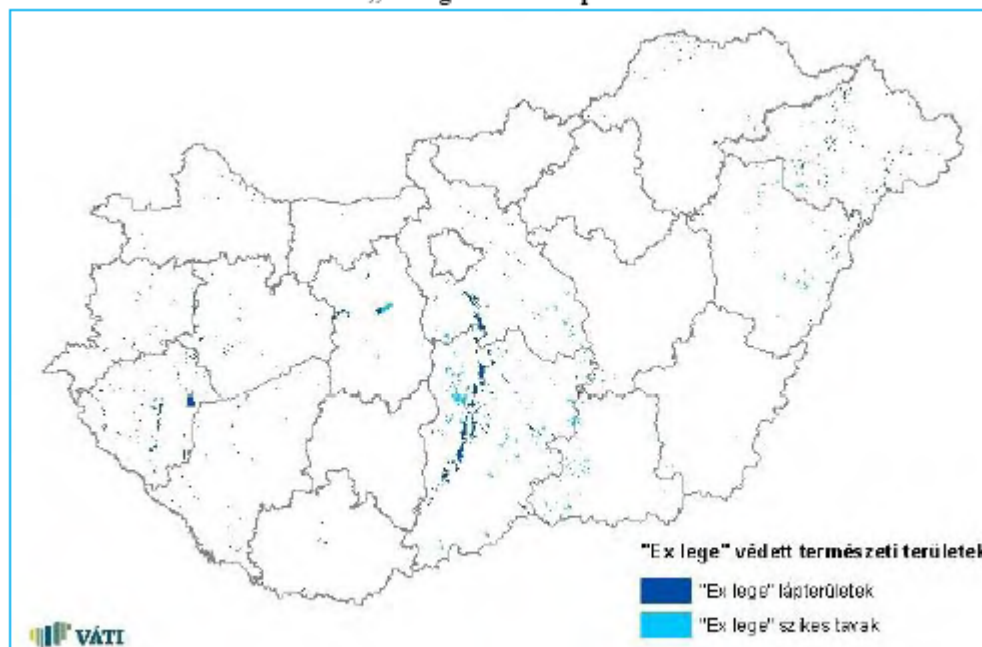 "Ex lege" védett természeti területek
"Ex lege" lápterületek
"Ex lege" szikes tavak
VÁTI